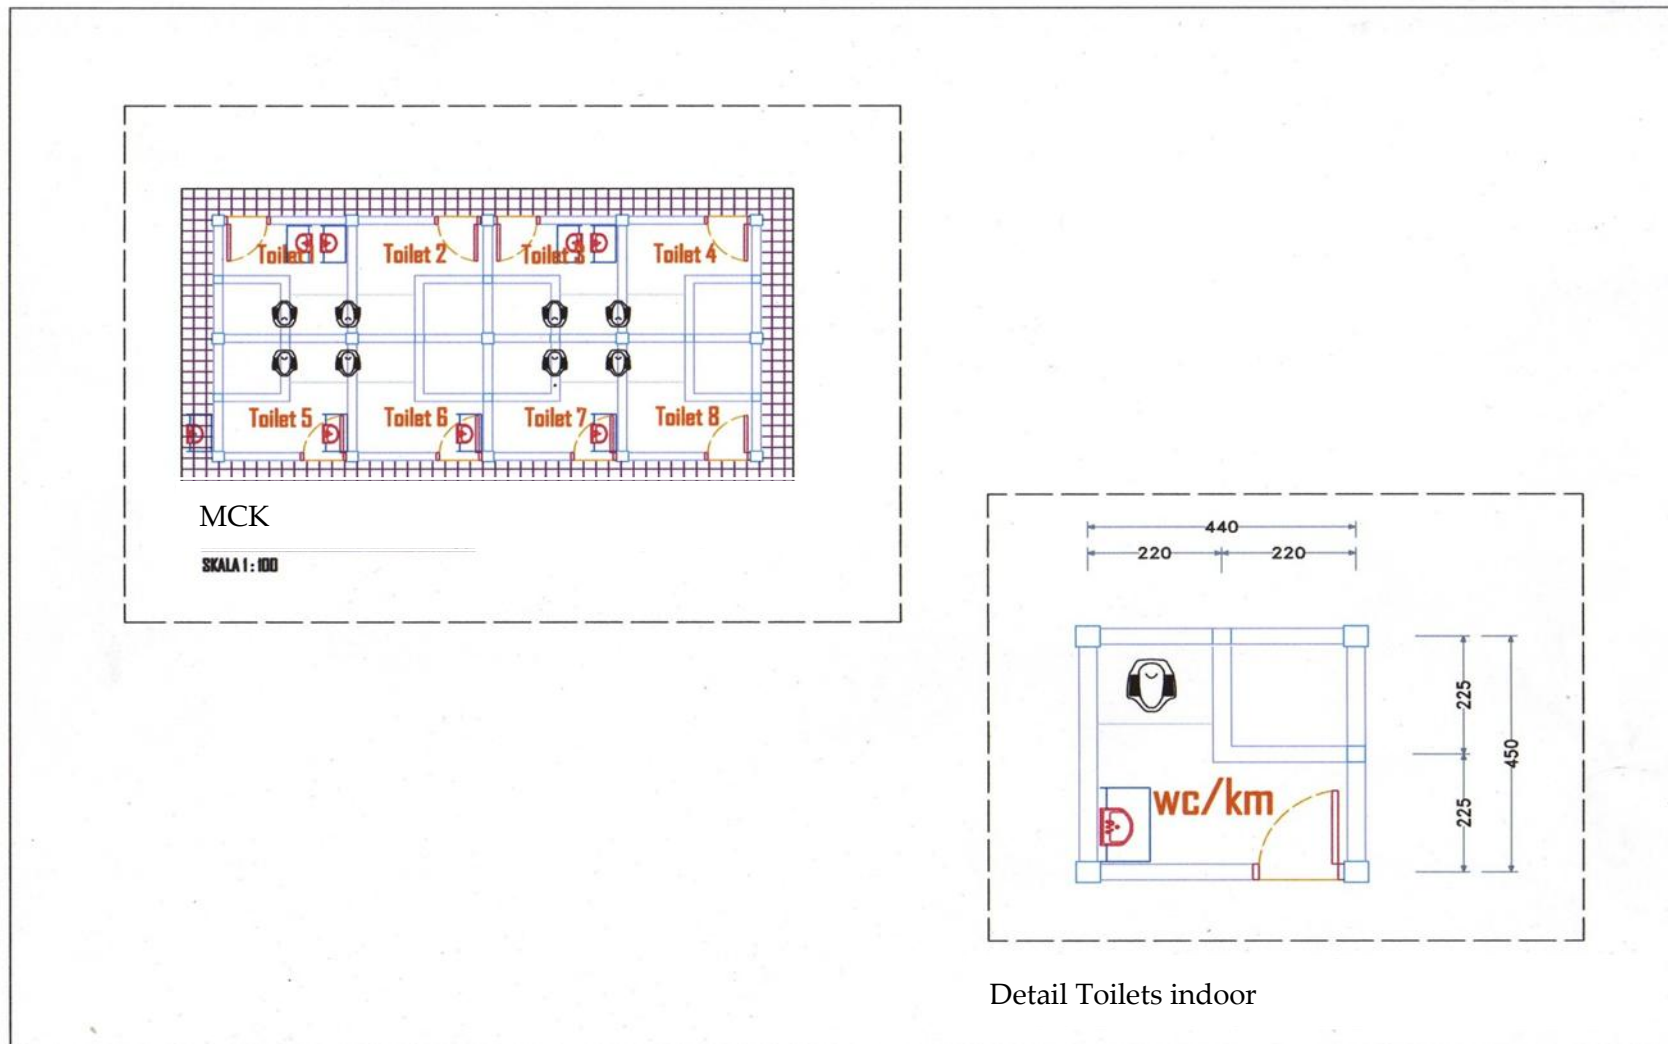 Toilet 1
Toilet 2
Toilet 3
Toilet 4
Toilet 5
Toilet 6
Toilet 7
Toilet 8
MCK
SKALA 1 : 100
440
220
220
225
450
225
wc/km
Detail Toilets indoor